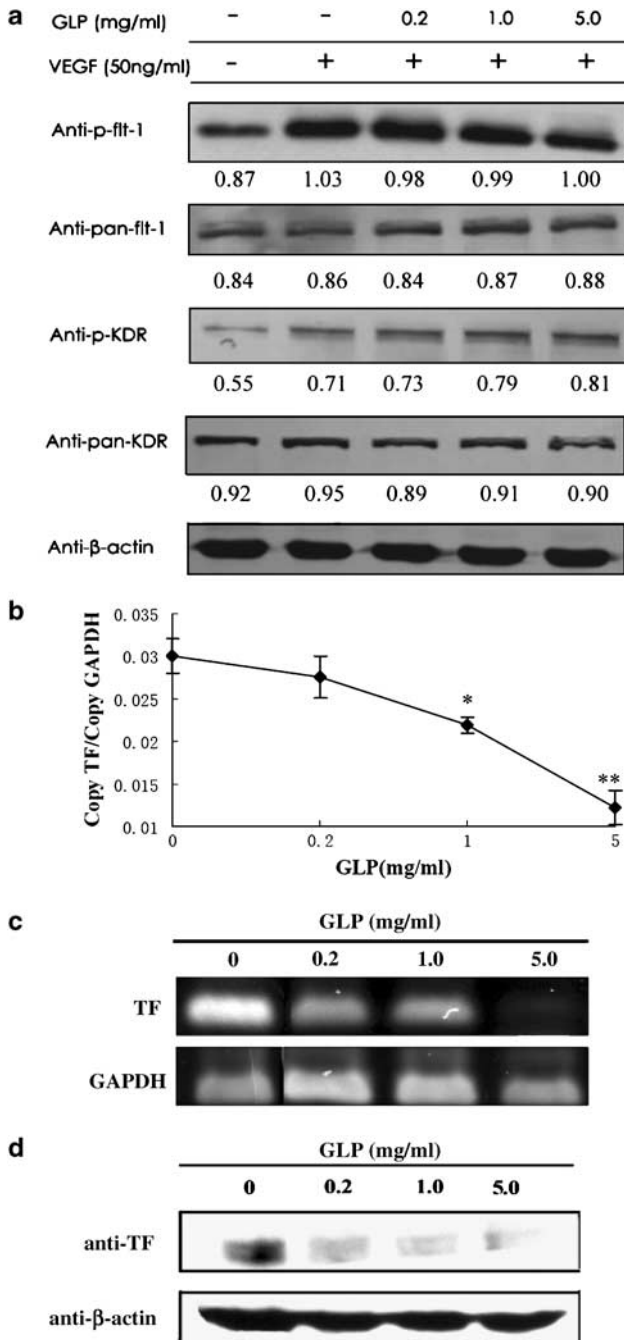 a
GLP (mg/ml) – – 0.2 1.0 5.0
VEGF (50ng/ml) – + + + +
Anti-p-flt-1
0.87 1.03 0.98 0.99 1.00
Anti-pan-flt-1
0.84 0.86 0.84 0.87 0.88
Anti-p-KDR
0.55 0.71 0.73 0.79 0.81
Anti-pan-KDR
0.92 0.95 0.89 0.91 0.90
Anti-β-actin
b
Copy TF/Copy GAPDH
0.035
0.03
0.025
0.02
0.015
0.01
*
**
0 0.2 1 5
GLP(mg/ml)
c
GLP (mg/ml)
0 0.2 1.0 5.0
TF
GAPDH
d
GLP (mg/ml)
0 0.2 1.0 5.0
anti-TF
anti-β-actin